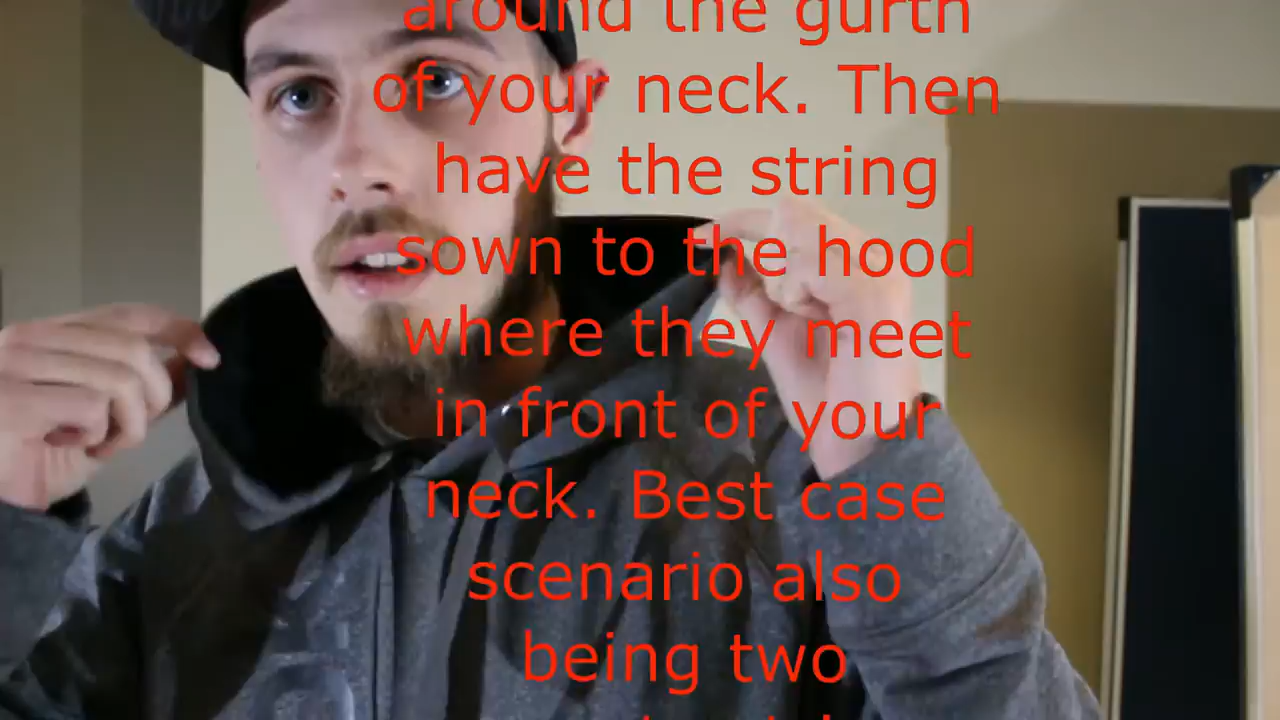 around the gurth
of your neck. Then
have the string
sown to the hood
where they meet
in front of your
neck. Best case
scenario also
being two